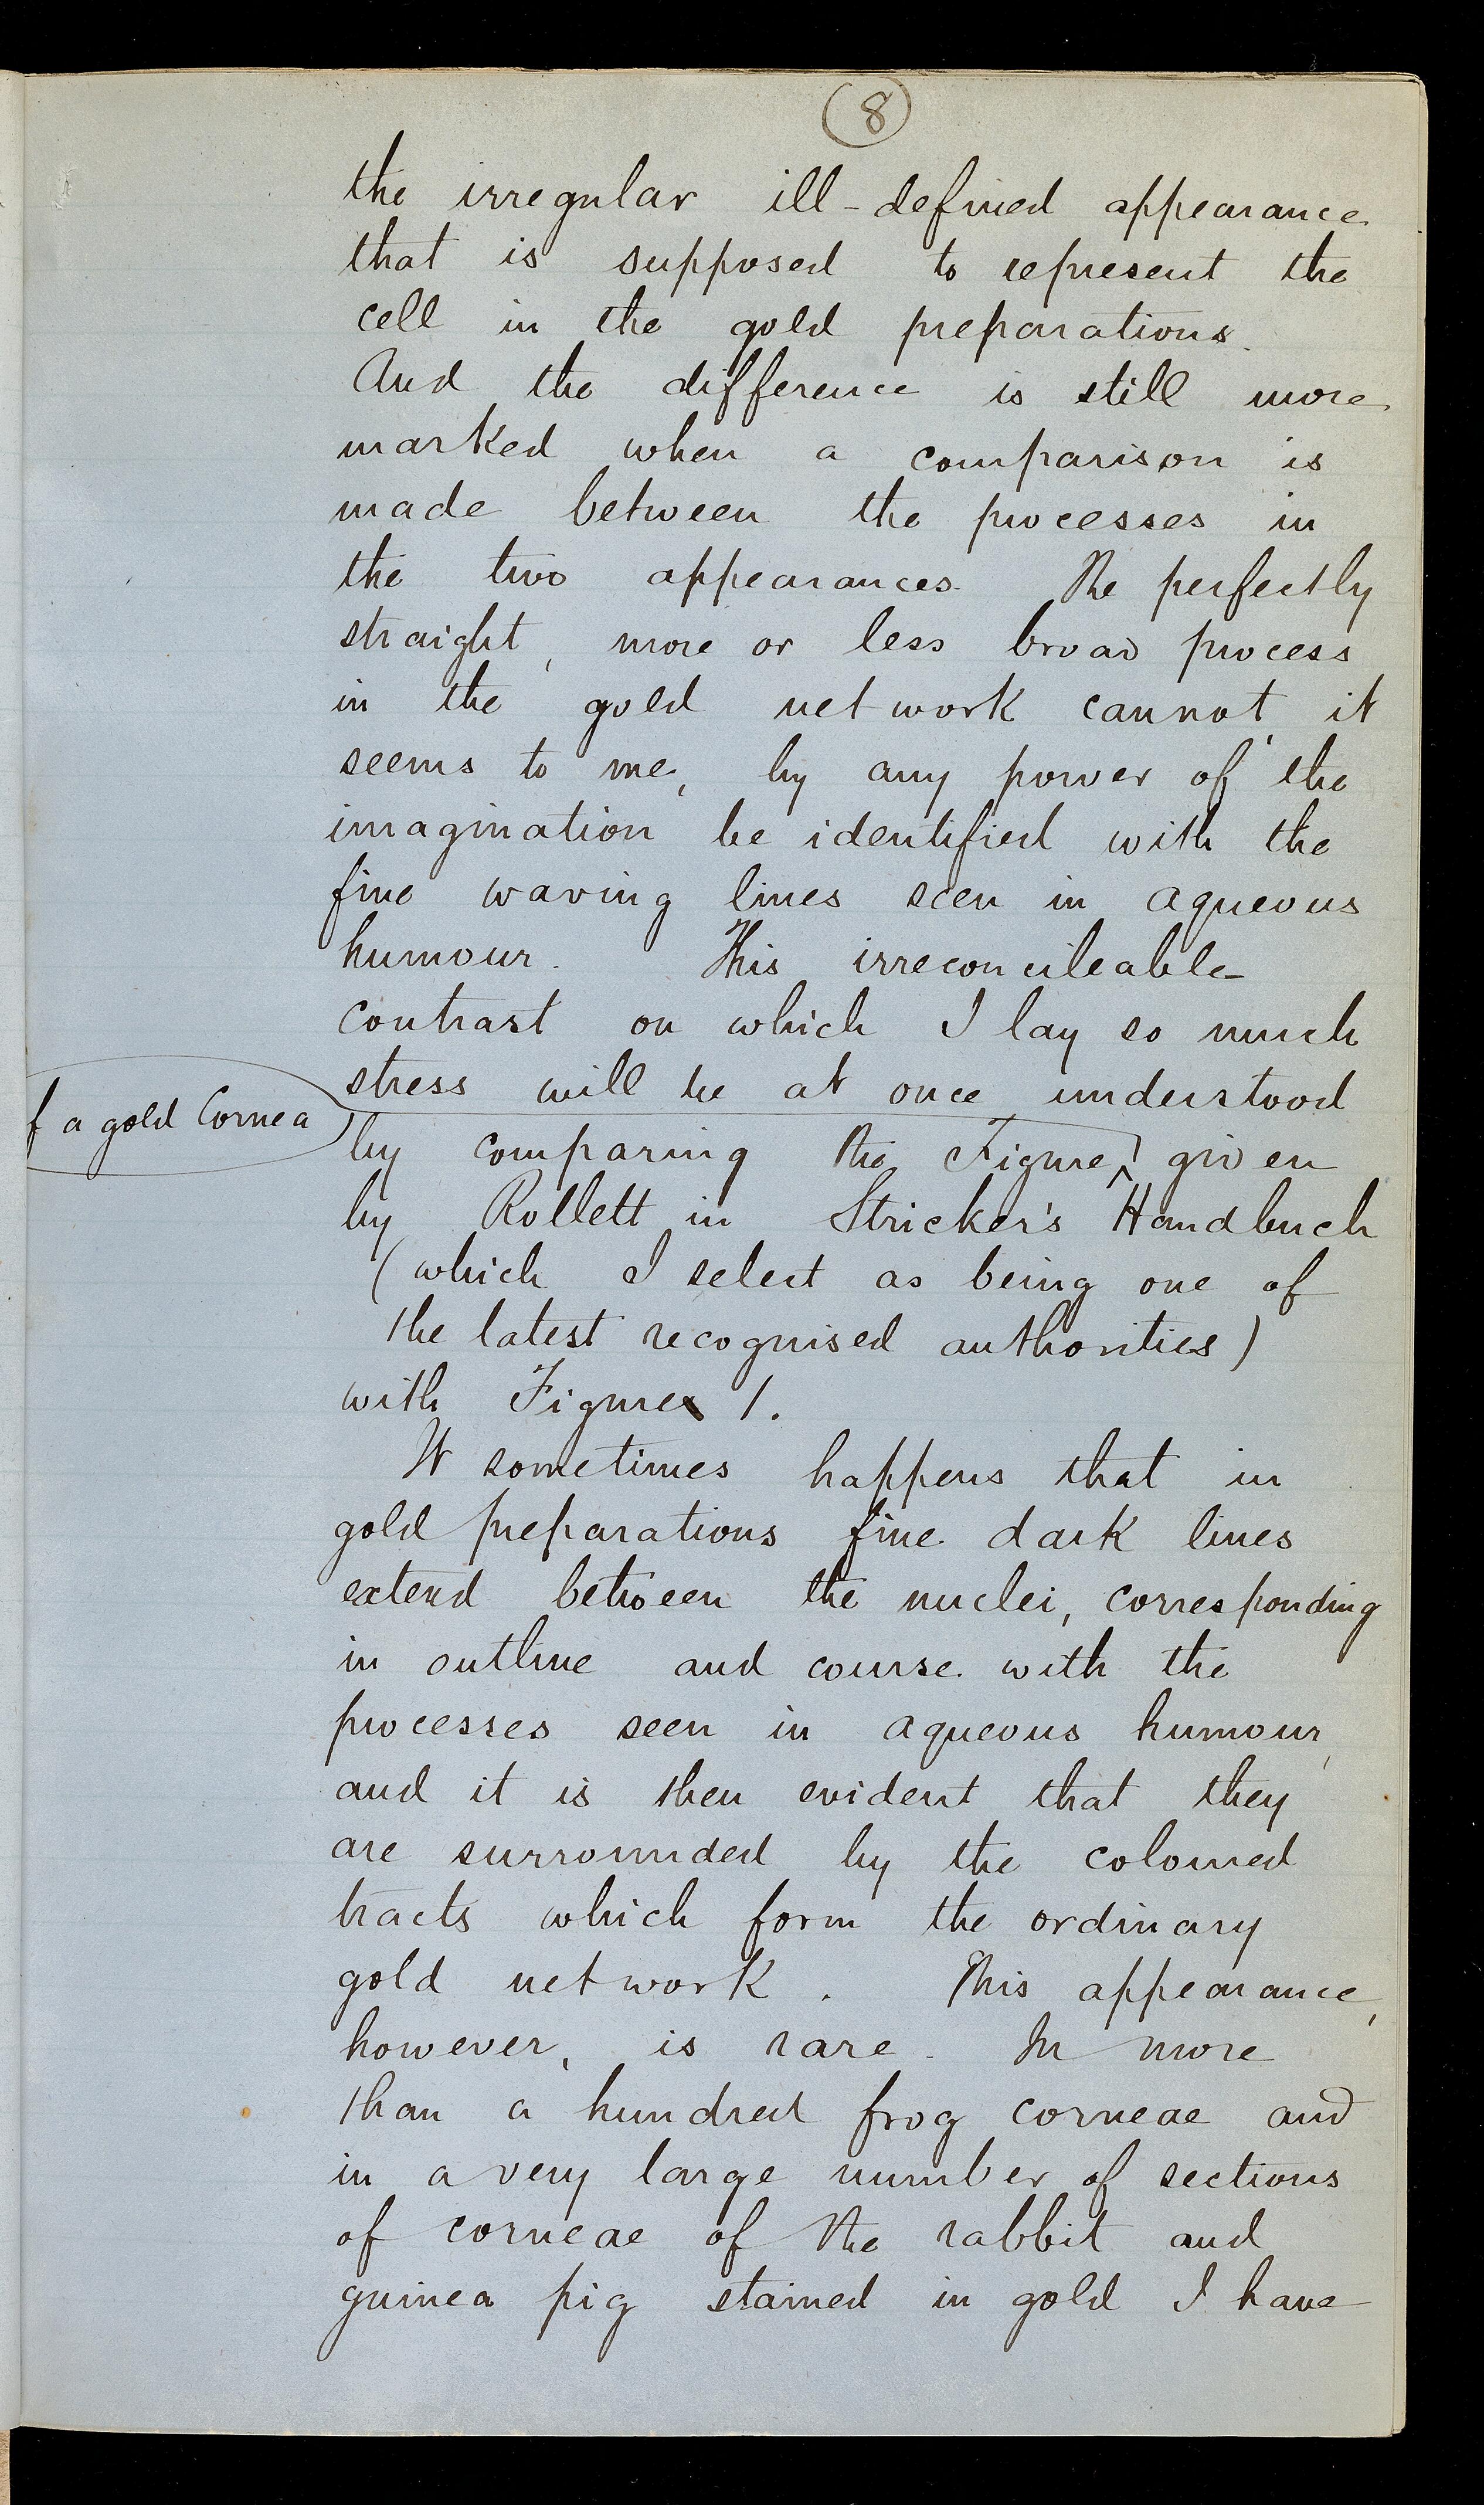 8
the irregular ill-defined appearance
that is supposed to represent the
cell in the gold preparations.
And the difference is still more
marked when a comparison is
made between the processes in
the two appearances. The perfectly
straight, more or less broad process
in the gold network cannot, it
seems to me, by any power of the
imagination be identified with the
fine waving lines seen in aqueous
humour. This irreconcileable
contrast on which I lay so much
stress will be at once understood
f a gold Cornea
by comparing the Figure given
by Rollett in Stricker's Handbuch
(which I select as being one of
the latest recognised authorities)
with Figure 1.
It sometimes happens that in
gold preparations fine dark lines
extend between the nuclei, corresponding
in outline and course with the
processes seen in aqueous humour,
and it is then evident that they
are surrounded by the coloured
tracts which form the ordinary
gold network. This appearance,
however, is rare. In more
than a hundred frog corneae and
in a very large number of sections
of corneae of the rabbit and
guinea pig stained in gold I have